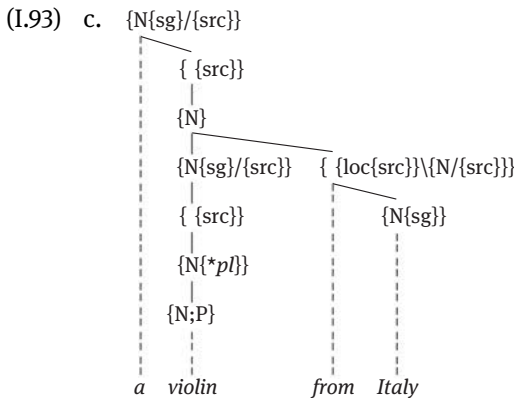 (I.93) c. {N{sg}/{src}}
{ {src}}
{N}
{N{sg}/{src}} { {loc{src}}\{N/{src}}}
{ {src}} {N{sg}}
{N{*pl}}
{N;P}
a violin from Italy